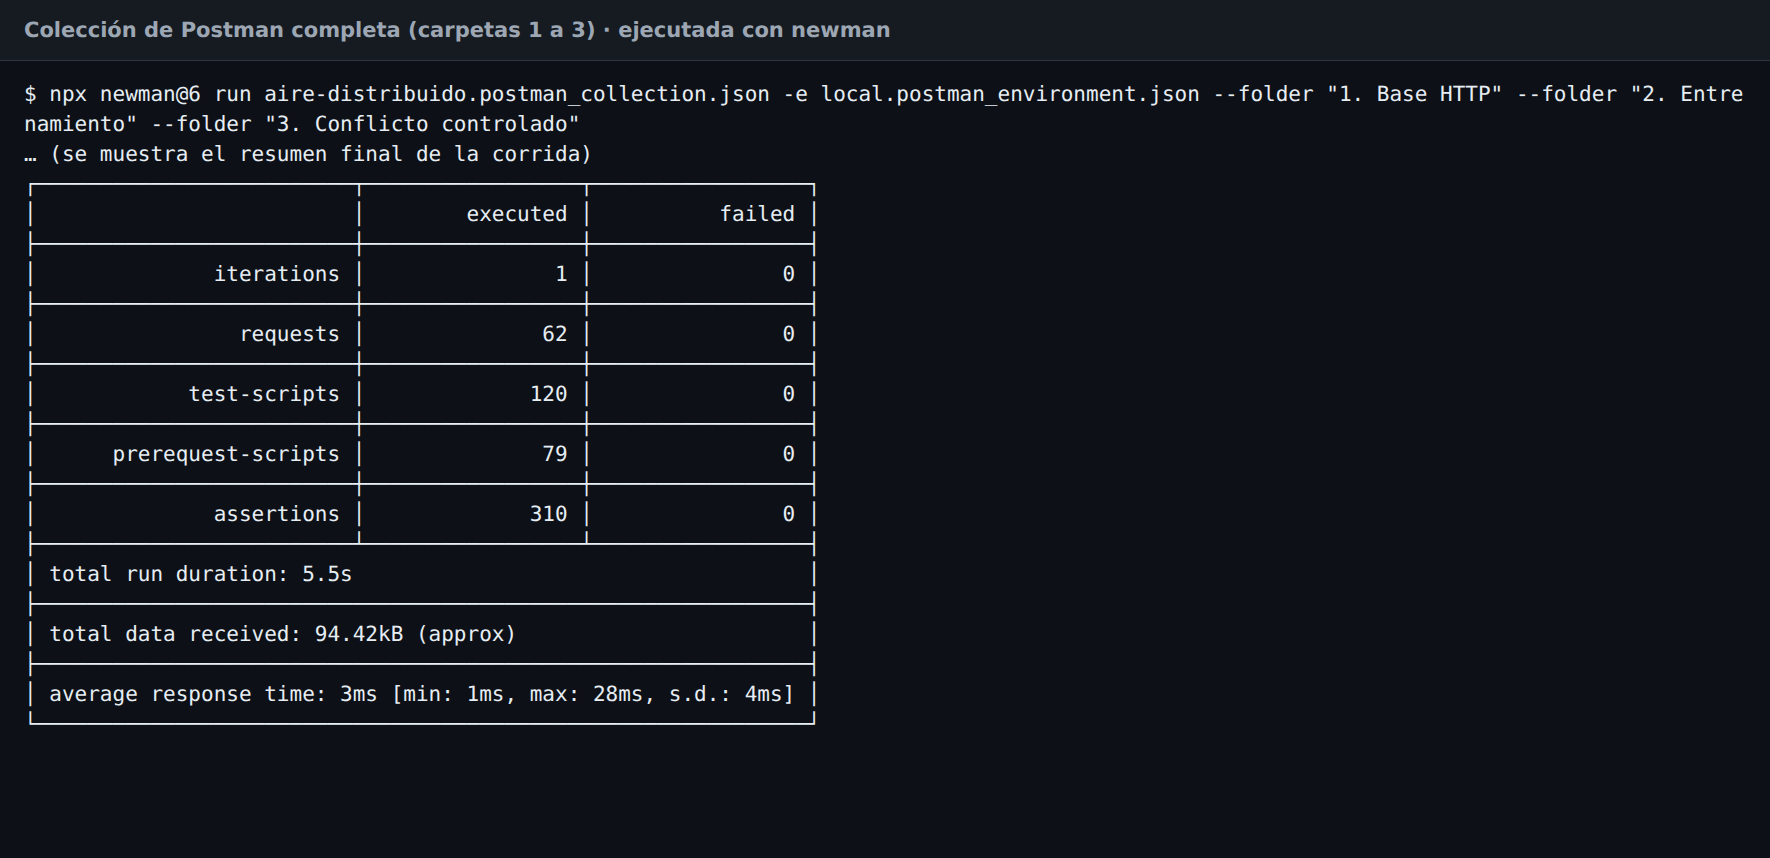 Colección de Postman completa (carpetas 1 a 3) · ejecutada con newman
$ npx newman@6 run aire-distribuido.postman_collection.json -e local.postman_environment.json --folder "1. Base HTTP" --folder "2. Entre
namiento" --folder "3. Conflicto controlado"
… (se muestra el resumen final de la corrida)
executed failed
iterations 1 0
requests 62 0
test-scripts 120 0
prerequest-scripts 79 0
assertions 310 0
total run duration: 5.5s
total data received: 94.42kB (approx)
average response time: 3ms [min: 1ms, max: 28ms, s.d.: 4ms]